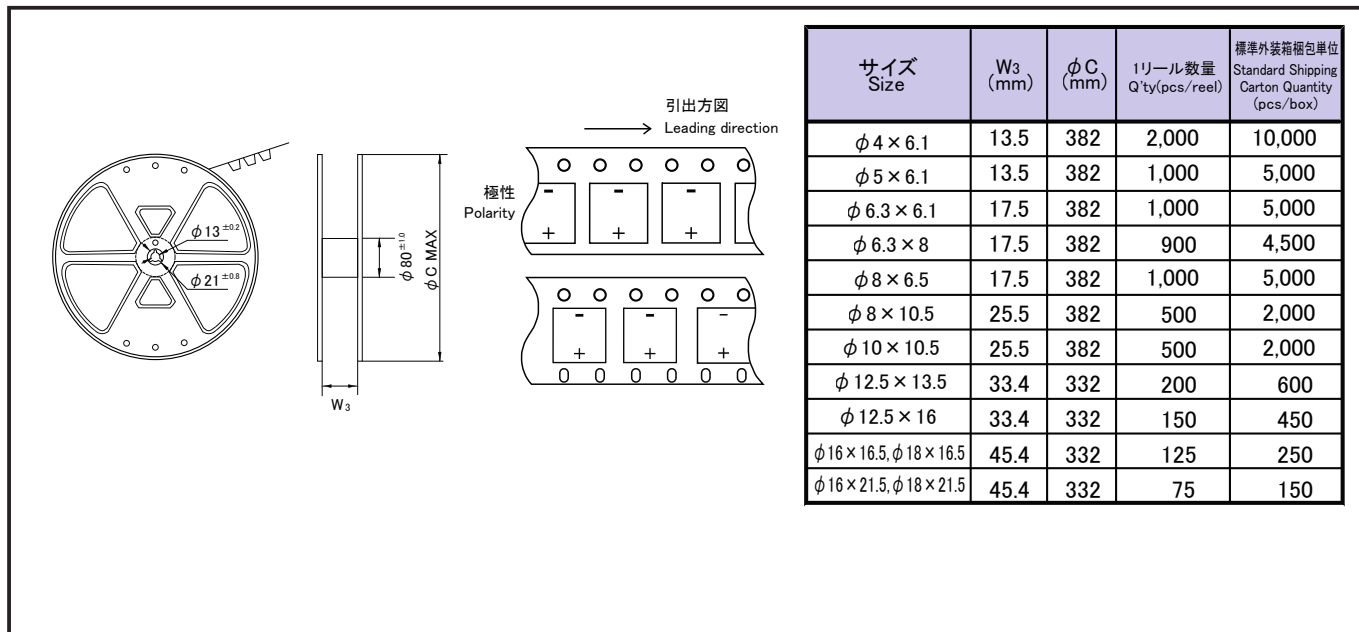 引出方図
Leading direction
極性
Polarity
φ13 ±0.2
φ21 ±0.8
φ80 ±1.0
φC MAX
W3
- - -
+ + +
- - -
+ + +
サイズ Size W3 (mm) φC (mm) 1リール数量 Q'ty(pcs/reel) 標準外装箱梱包単位 Standard Shipping Carton Quantity (pcs/box)
φ4×6.1 13.5 382 2,000 10,000
φ5×6.1 13.5 382 1,000 5,000
φ6.3×6.1 17.5 382 1,000 5,000
φ6.3×8 17.5 382 900 4,500
φ8×6.5 17.5 382 1,000 5,000
φ8×10.5 25.5 382 500 2,000
φ10×10.5 25.5 382 500 2,000
φ12.5×13.5 33.4 332 200 600
φ12.5×16 33.4 332 150 450
φ16×16.5,φ18×16.5 45.4 332 125 250
φ16×21.5,φ18×21.5 45.4 332 75 150